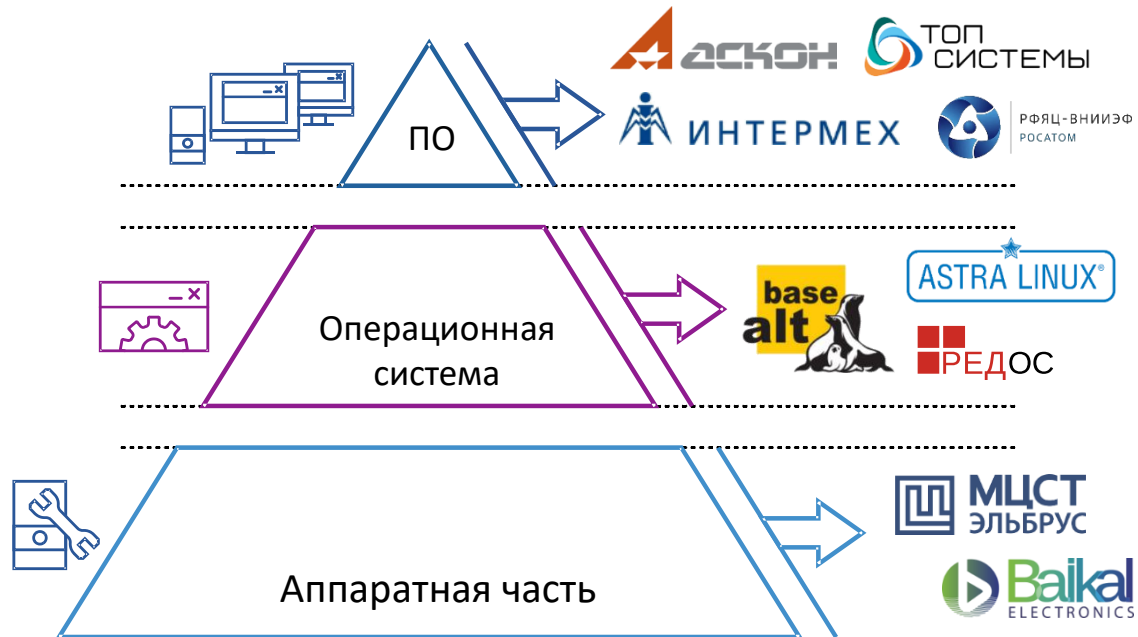 АСКОН
ТОП
СИСТЕМЫ
ПО
ИНТЕРМЕХ
РФЯЦ-ВНИИЭФ
РОСАТОМ
ASTRA LINUX®
base
alt
Операционная
система
РЕДОС
МЦСТ
ЭЛЬБРУС
Аппаратная часть
Baikal
ELECTRONICS